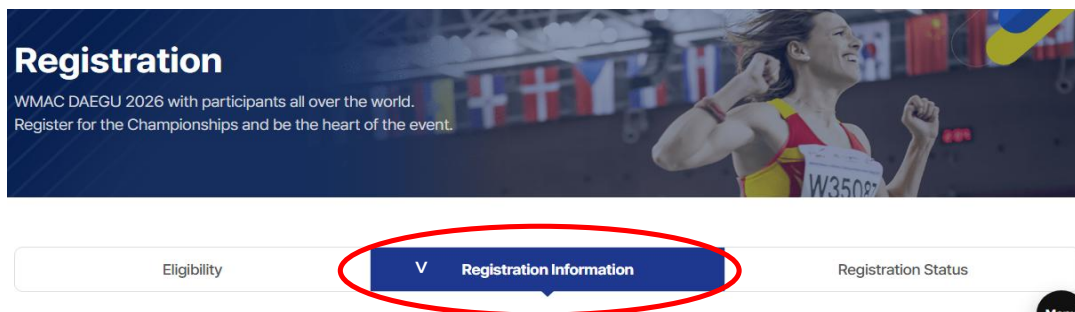 Registration
WMAC DAEGU 2026 with participants all over the world.
Register for the Championships and be the heart of the event.
Eligibility
V Registration Information
Registration Status